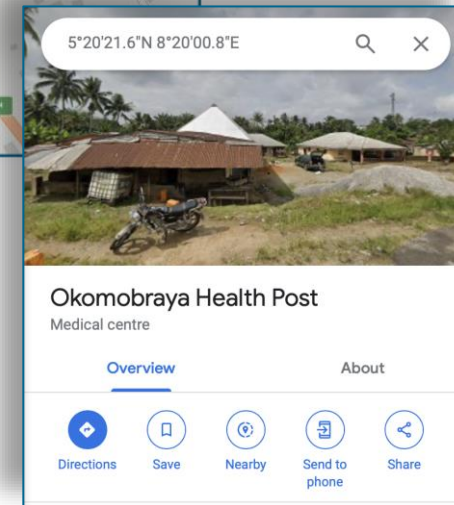 5°20'21.6"N 8°20'00.8"E
Okomobraya Health Post
Medical centre
Overview About
Directions Save Nearby Send to phone Share